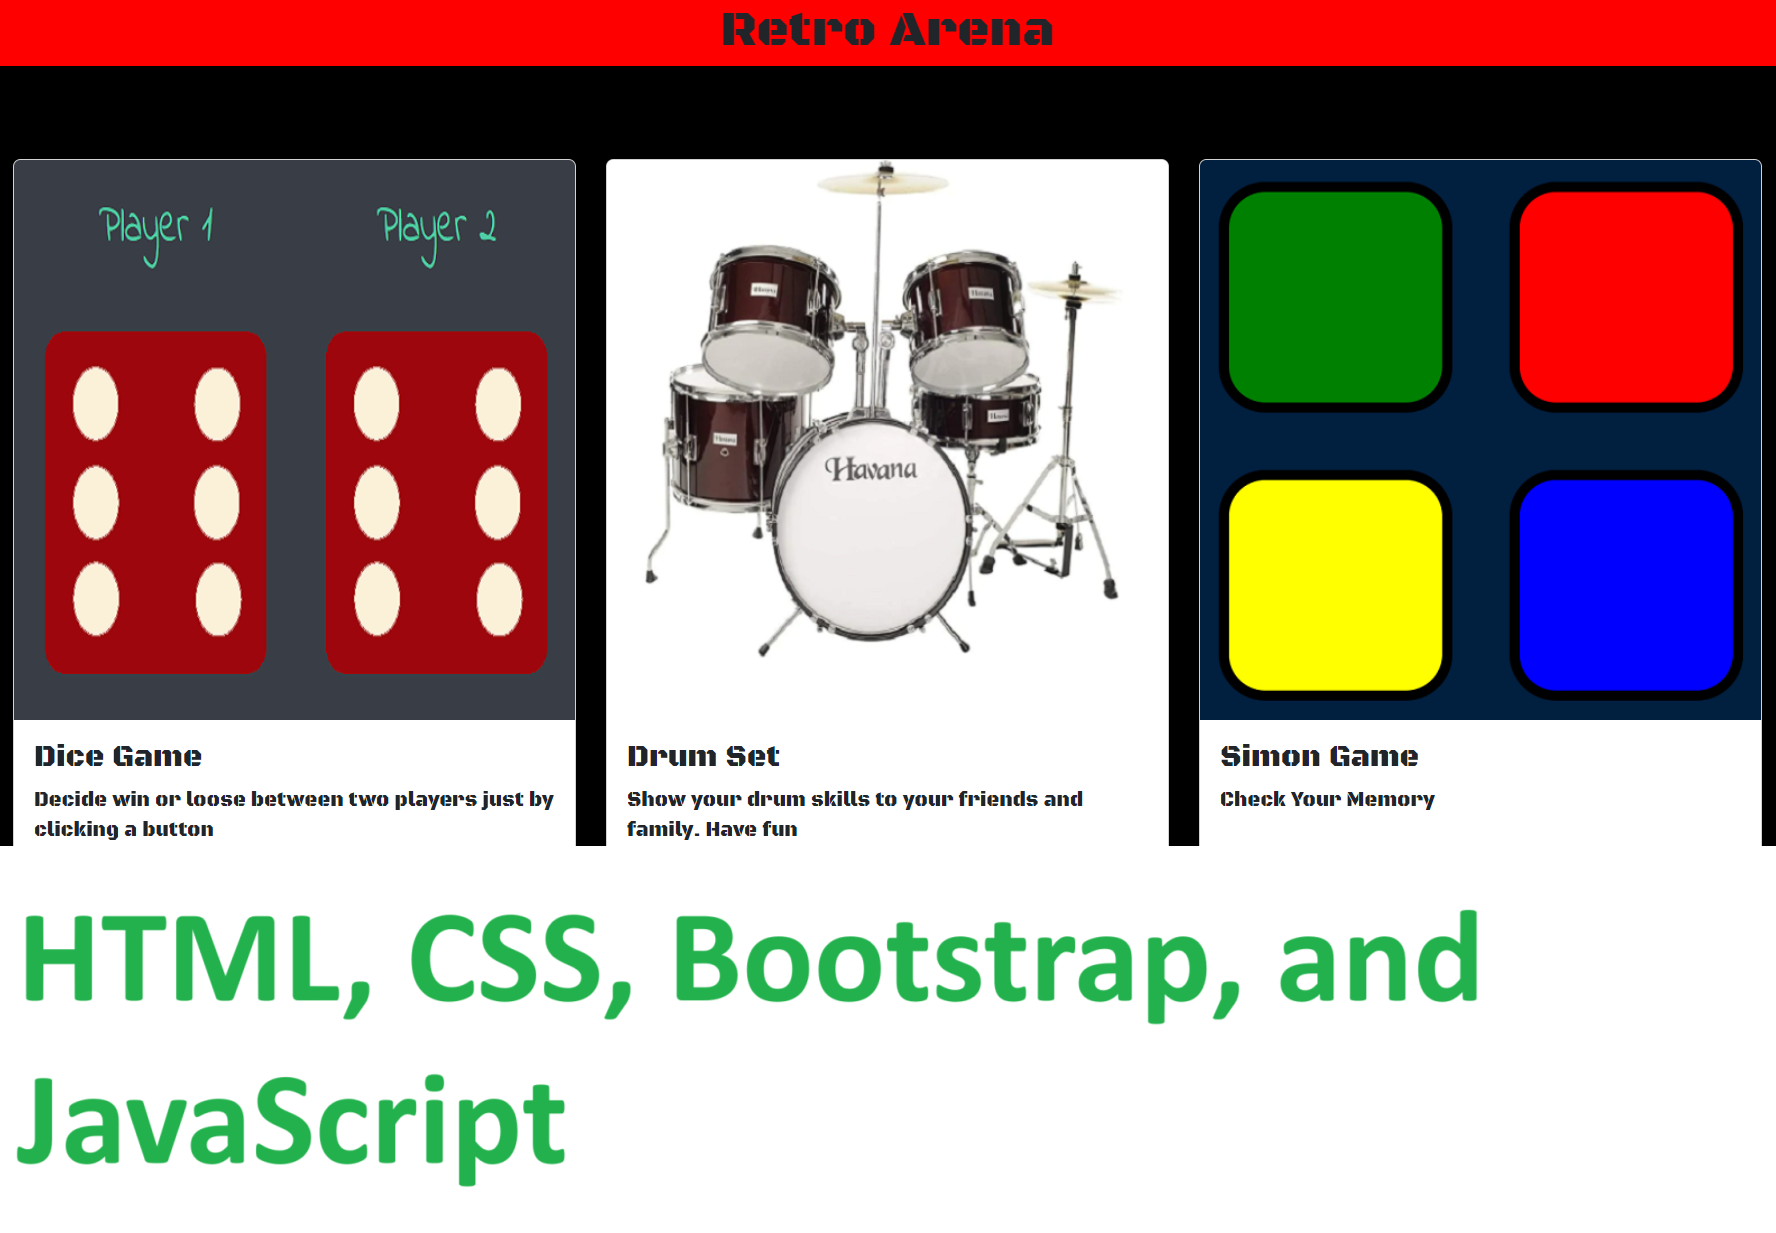 Retro Arena
Player 1
Player 2
Havana
Dice Game
Decide win or loose between two players just by
clicking a button
Drum Set
Show your drum skills to your friends and
family. Have fun
Simon Game
Check Your Memory
HTML, CSS, Bootstrap, and
JavaScript